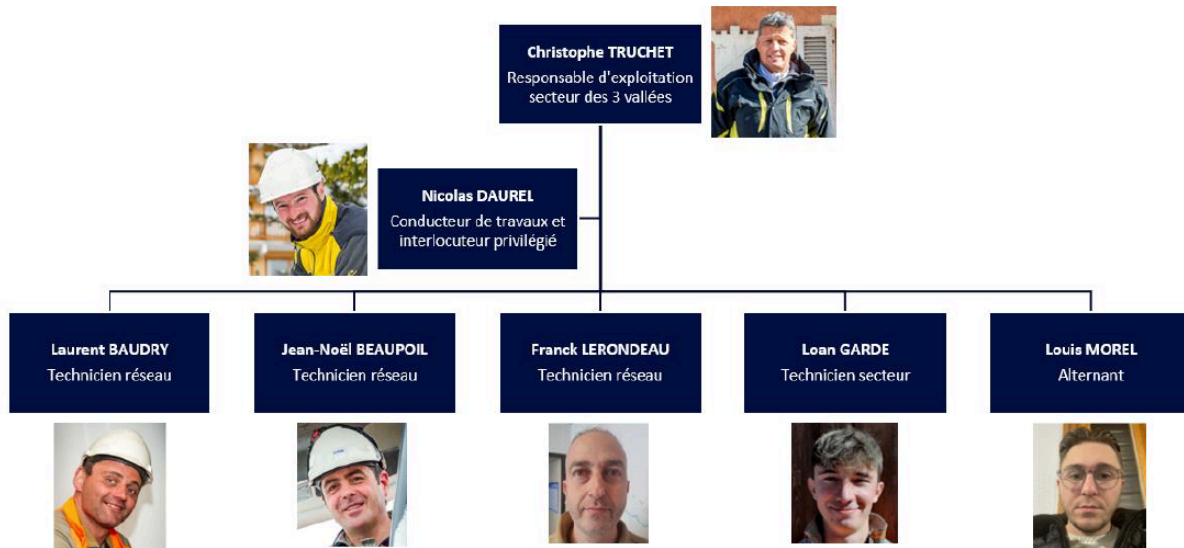 Christophe TRUCHET
Responsable d'exploitation
secteur des 3 vallées
Nicolas DAUREL
Conducteur de travaux et
interlocuteur privilégié
Laurent BAUDRY
Technicien réseau
Jean-Noël BEAUPOIL
Technicien réseau
Franck LERONDEAU
Technicien réseau
Loan GARDE
Technicien secteur
Louis MOREL
Alternant